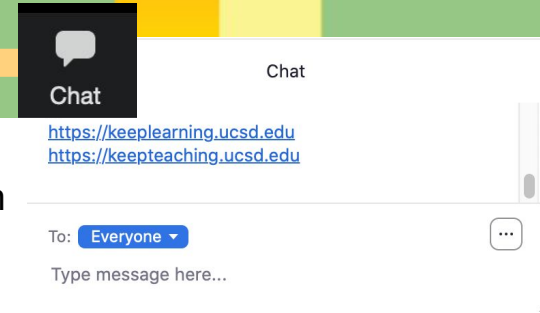 Chat
Chat
https://keeplearning.ucsd.edu
https://keepteaching.ucsd.edu
To: Everyone
...
Type message here...